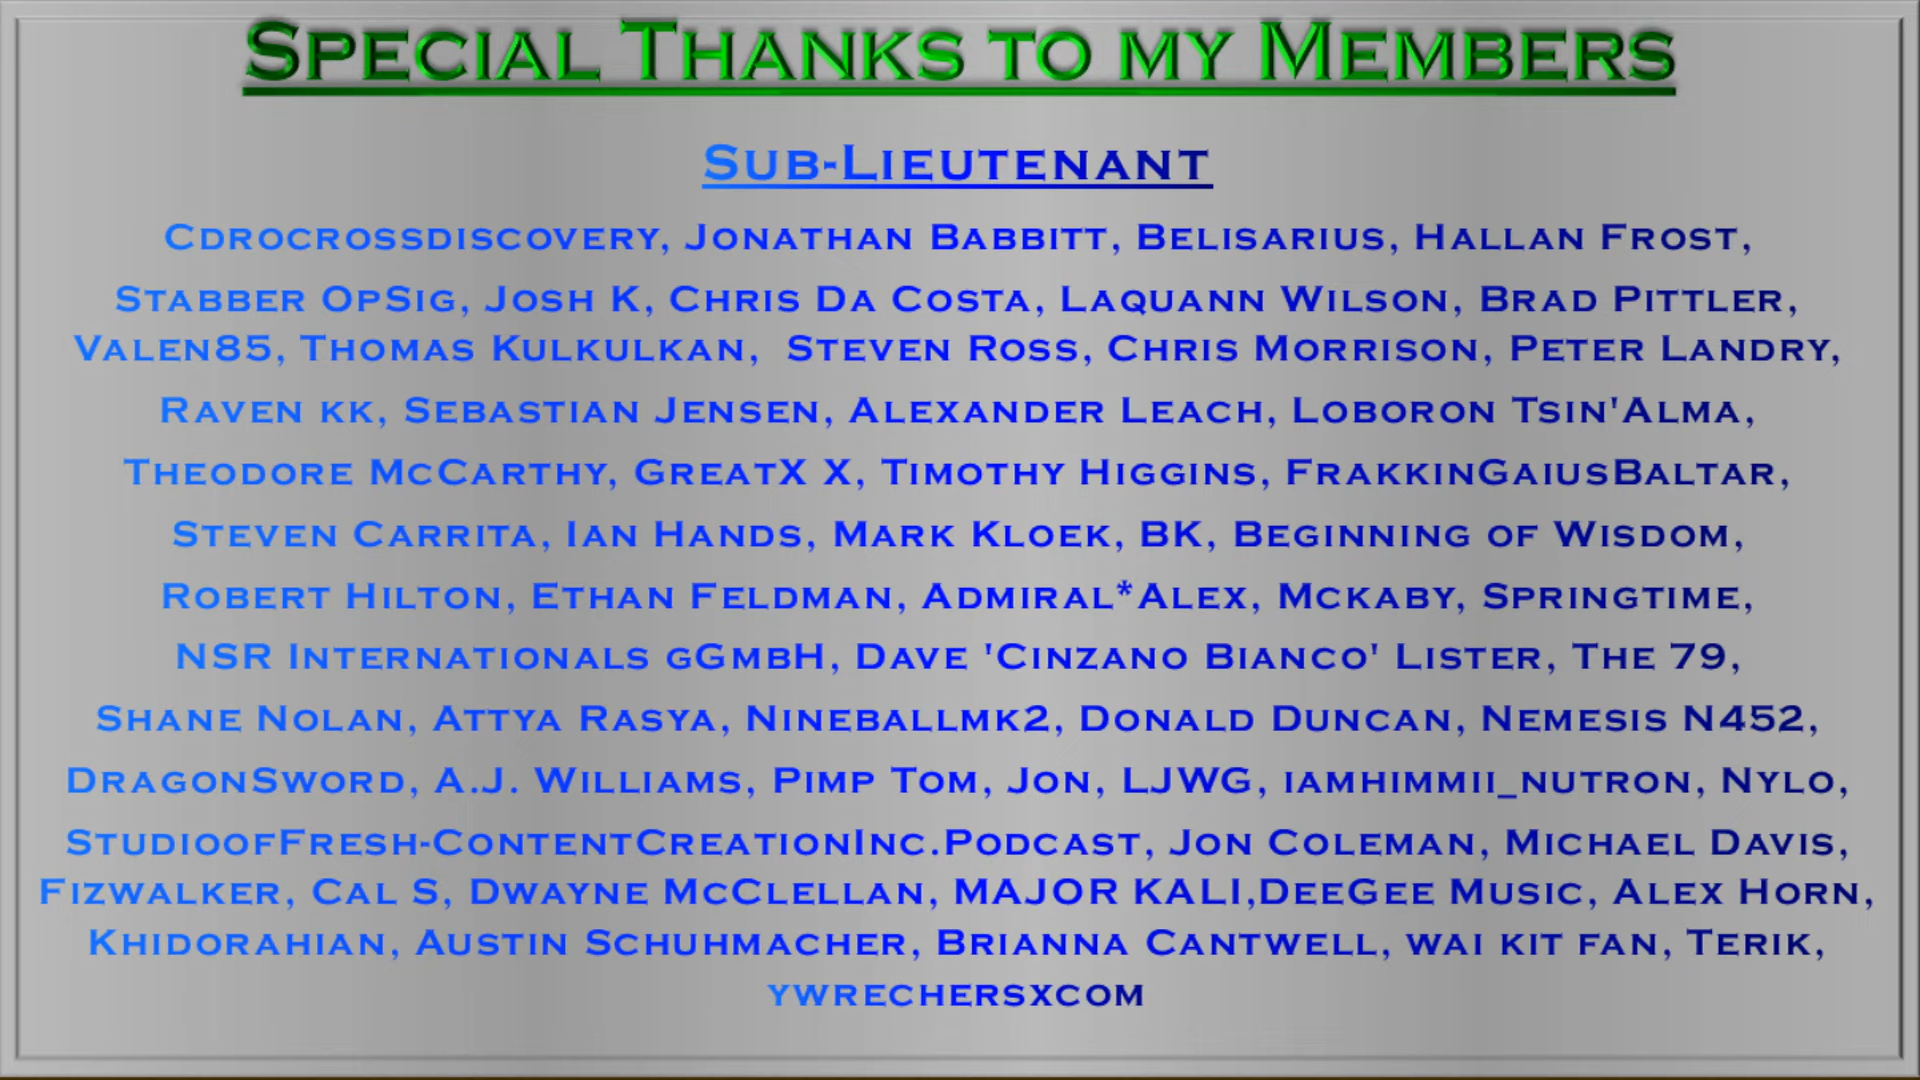 Special Thanks to my Members
Sub-Lieutenant
Cdrocrossdiscovery, Jonathan Babbitt, Belisarius, Hallan Frost,
Stabber OpSig, Josh K, Chris Da Costa, Laquann Wilson, Brad Pittler,
Valen85, Thomas Kulkulkan, Steven Ross, Chris Morrison, Peter Landry,
Raven kk, Sebastian Jensen, Alexander Leach, Loboron Tsin'Alma,
Theodore McCarthy, GreatX X, Timothy Higgins, FrakkinGaiusBaltar,
Steven Carrita, Ian Hands, Mark Kloek, BK, Beginning of Wisdom,
Robert Hilton, Ethan Feldman, Admiral*Alex, Mckaby, Springtime,
NSR Internationals gGmbH, Dave 'Cinzano Bianco' Lister, The 79,
Shane Nolan, Attya Rasya, Nineballmk2, Donald Duncan, Nemesis N452,
DragonSword, A.J. Williams, Pimp Tom, Jon, LJWG, iamhimmii_nutron, Nylo,
StudioofFresh-ContentCreationInc.Podcast, Jon Coleman, Michael Davis,
Fizwalker, Cal S, Dwayne McClellan, MAJOR KALI,DeeGee Music, Alex Horn,
Khidorahian, Austin Schuhmacher, Brianna Cantwell, wai kit fan, Terik,
ywrechersxcom